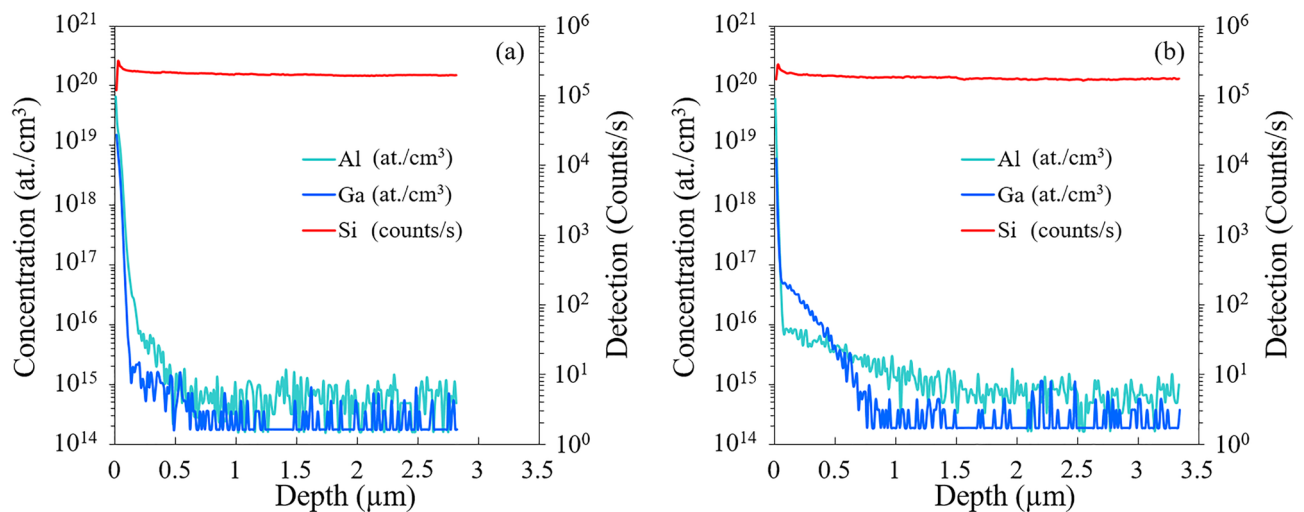 (a)
Concentration (at./cm³)
10²¹
10²⁰
10¹⁹
10¹⁸
10¹⁷
10¹⁶
10¹⁵
10¹⁴
Al (at./cm³)
Ga (at./cm³)
Si (counts/s)
10⁶
10⁵
10⁴
10³
10²
10¹
10⁰
Detection (Counts/s)
0 0.5 1 1.5 2 2.5 3 3.5
Depth (µm)
(b)
Concentration (at./cm³)
10²¹
10²⁰
10¹⁹
10¹⁸
10¹⁷
10¹⁶
10¹⁵
10¹⁴
Al (at./cm³)
Ga (at./cm³)
Si (counts/s)
10⁶
10⁵
10⁴
10³
10²
10¹
10⁰
Detection (Counts/s)
0 0.5 1 1.5 2 2.5 3 3.5
Depth (µm)